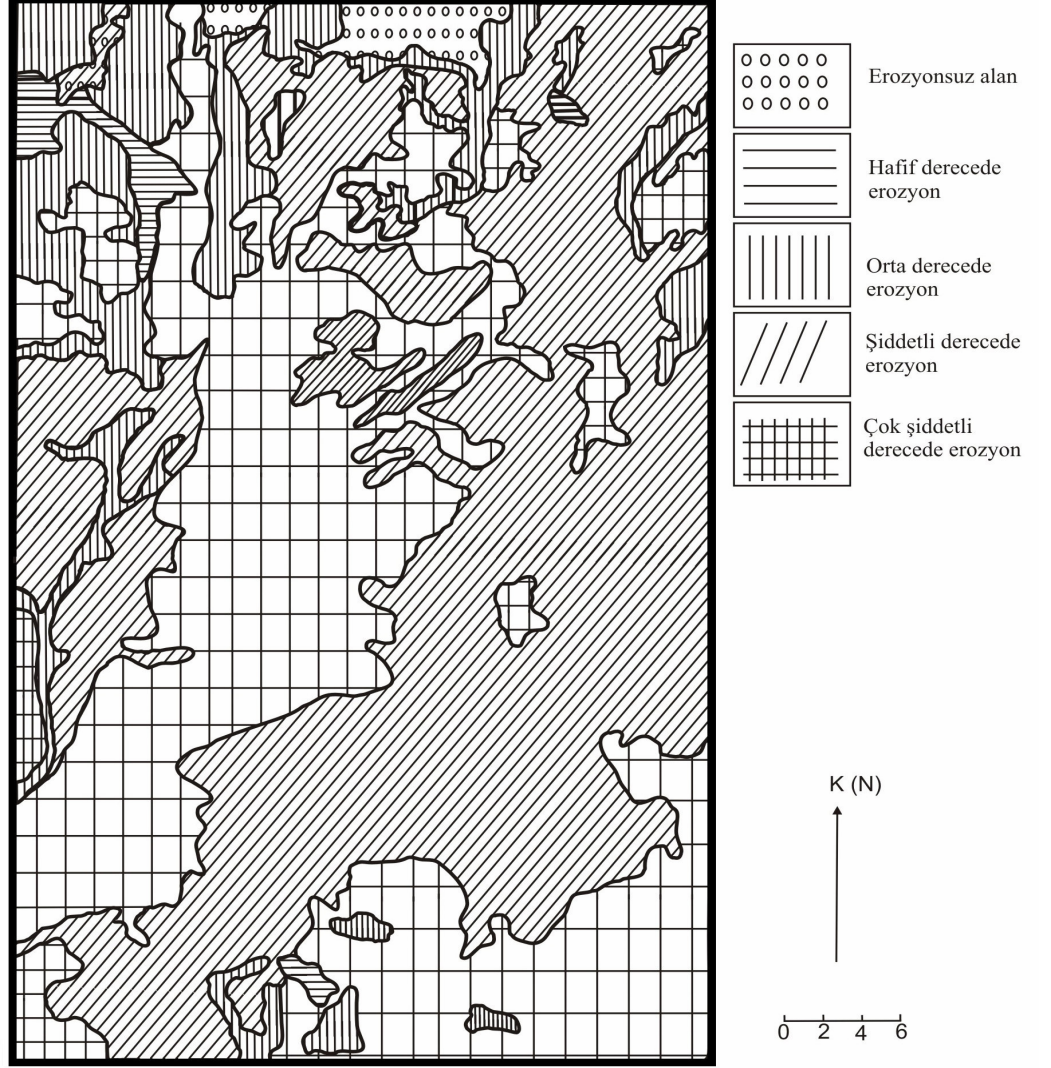 Erozyonsuz alan
Hafif derecede
erozyon
Orta derecede
erozyon
Şiddetli derecede
erozyon
Çok şiddetli
derecede erozyon
K (N)
0 2 4 6